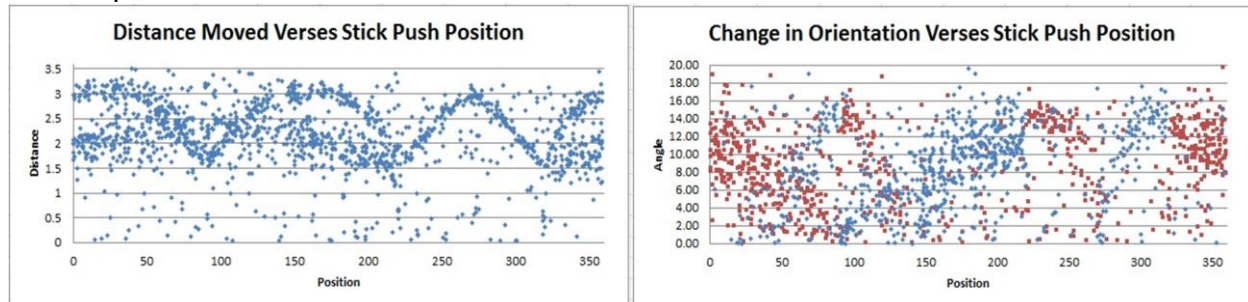 Distance Moved Verses Stick Push Position
3.5
3
2.5
2
1.5
1
0.5
0
Distance
0 50 100 150 200 250 300 350
Position
Change in Orientation Verses Stick Push Position
20.00
18.00
16.00
14.00
12.00
10.00
8.00
6.00
4.00
2.00
0.00
Angle
0 50 100 150 200 250 300 350
Position